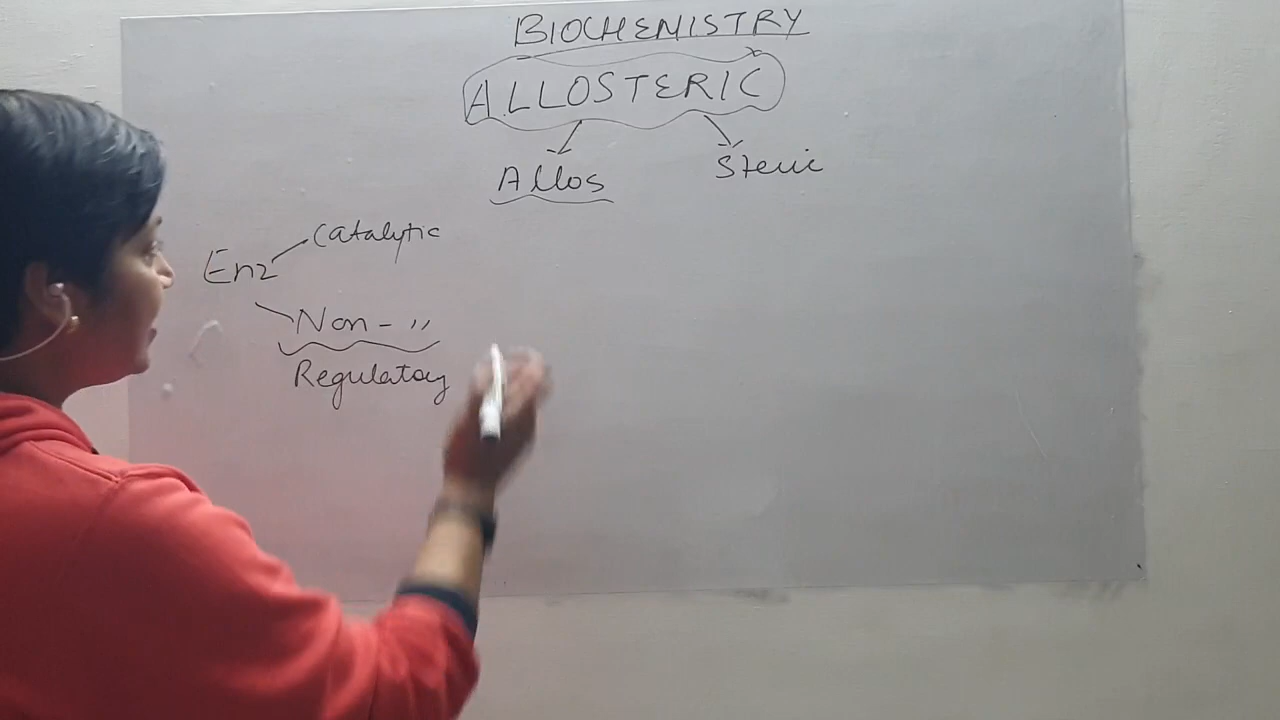 BIOCHEMISTRY
ALLOSTERIC
Allos Steric
Enz
Catalytic
Non - ,,
Regulatory